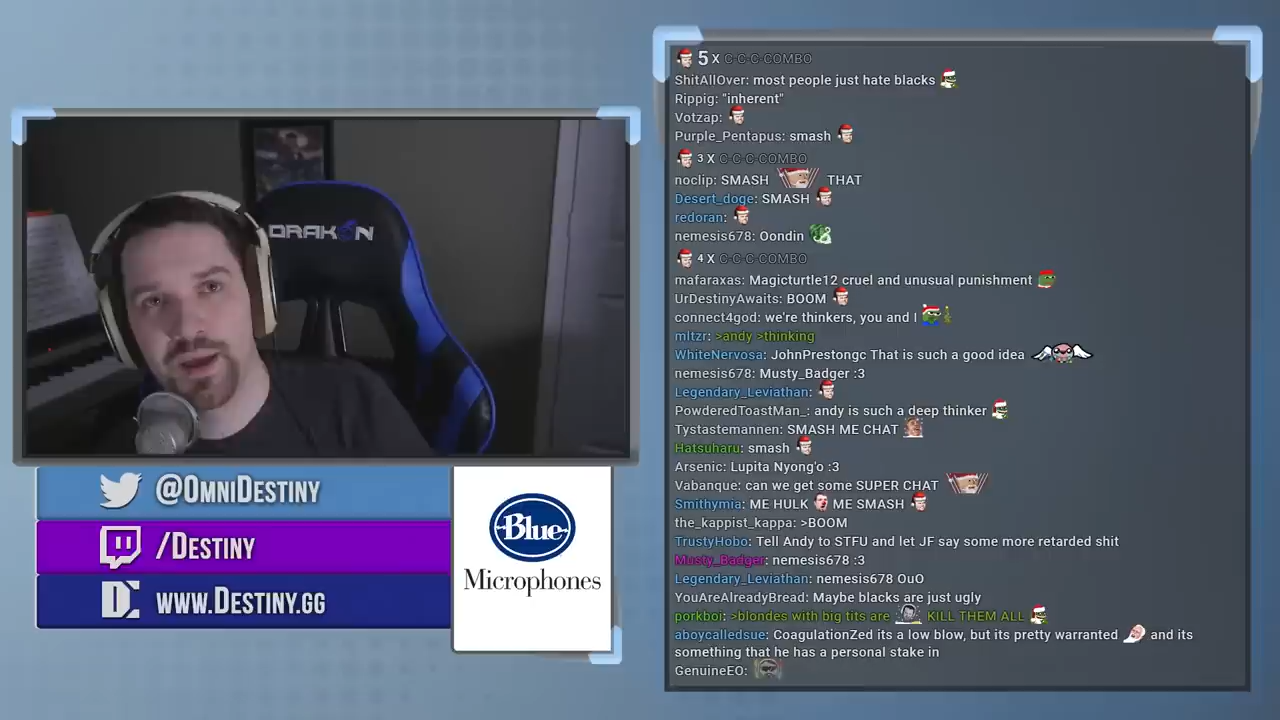 DRAKON
@OmniDestiny
/Destiny
www.Destiny.gg
Blue
Microphones
5 X C-C-C-COMBO
ShitAllOver: most people just hate blacks
Rippig: "inherent"
Votzap:
Purple_Pentapus: smash
3 X C-C-C-COMBO
noclip: SMASH THAT
Desert_doge: SMASH
redoran:
nemesis678: Oondin
4 X C-C-C-COMBO
mafaraxas: Magicturtle12 cruel and unusual punishment
UrDestinyAwaits: BOOM
connect4god: we're thinkers, you and I
mltzr: >andy >thinking
WhiteNervosa: JohnPrestongc That is such a good idea
nemesis678: Musty_Badger :3
Legendary_Leviathan:
PowderedToastMan_: andy is such a deep thinker
Tystastemannen: SMASH ME CHAT
Hatsuharu: smash
Arsenic: Lupita Nyong'o :3
Vabanque: can we get some SUPER CHAT
Smithymia: ME HULK ME SMASH
the_kappist_kappa: >BOOM
TrustyHobo: Tell Andy to STFU and let JF say some more retarded shit
Musty_Badger: nemesis678 :3
Legendary_Leviathan: nemesis678 OuO
YouAreAlreadyBread: Maybe blacks are just ugly
porkboi: >blondes with big tits are KILL THEM ALL
aboycalledsue: CoagulationZed its a low blow, but its pretty warranted and its
something that he has a personal stake in
GenuineEO: